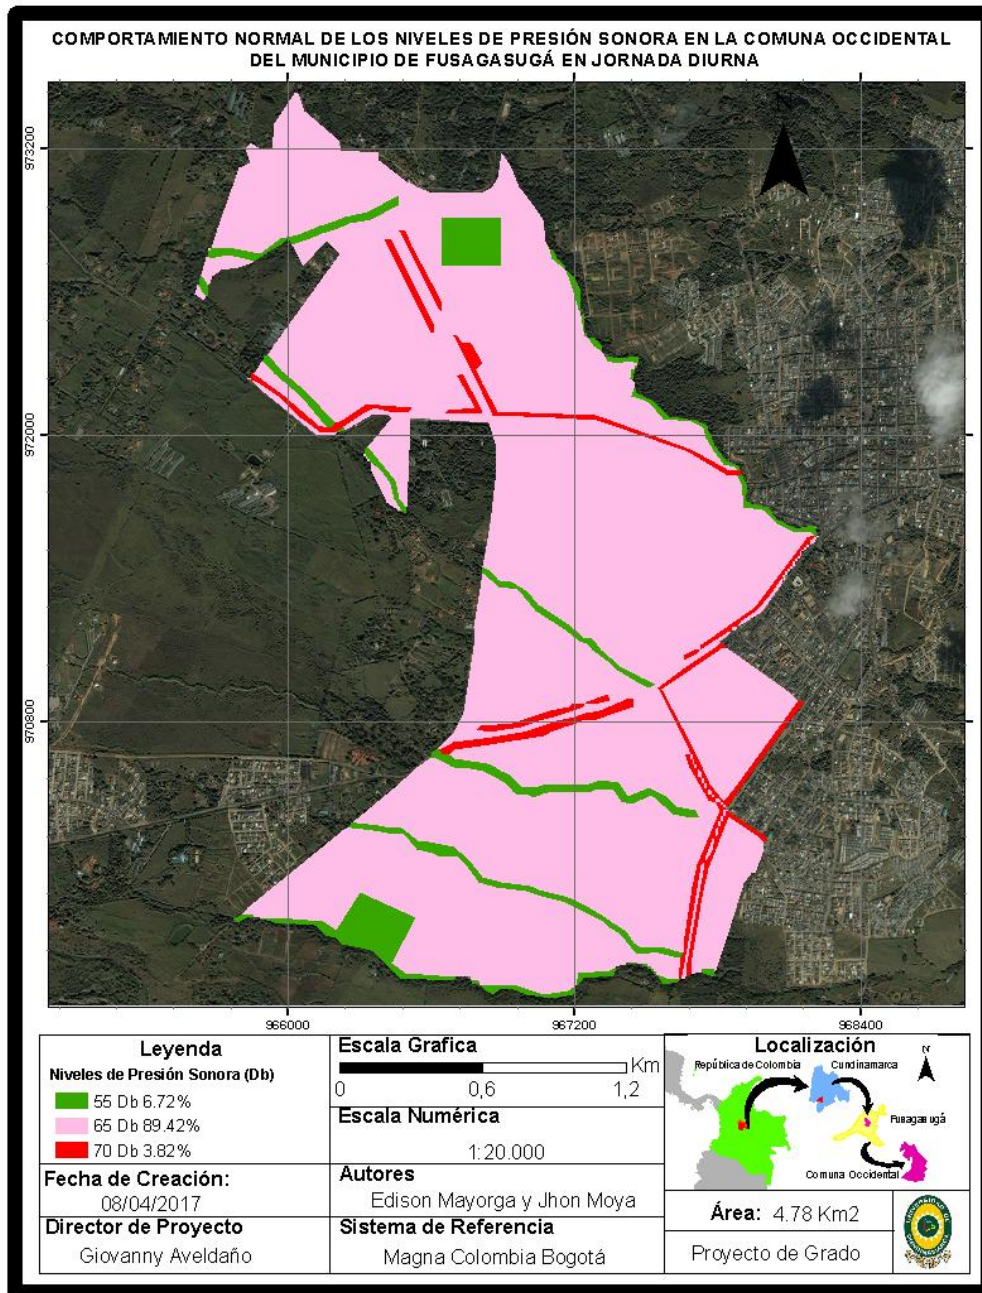 COMPORTAMIENTO NORMAL DE LOS NIVELES DE PRESIÓN SONORA EN LA COMUNA OCCIDENTAL
DEL MUNICIPIO DE FUSAGASUGÁ EN JORNADA DIURNA
N
973200
972000
970800
966000
967200
968400
Leyenda
Niveles de Presión Sonora (Db)
55 Db 6.72%
65 Db 89.42%
70 Db 3.82%
Fecha de Creación:
08/04/2017
Director de Proyecto
Giovanny Aveldaño
Escala Grafica
Km
0 0,6 1,2
Escala Numérica
1:20.000
Autores
Edison Mayorga y Jhon Moya
Sistema de Referencia
Magna Colombia Bogotá
Localización
N
República de Colombia
Cundinamarca
Fusagasugá
Comuna Occidental
Área: 4.78 Km2
Proyecto de Grado